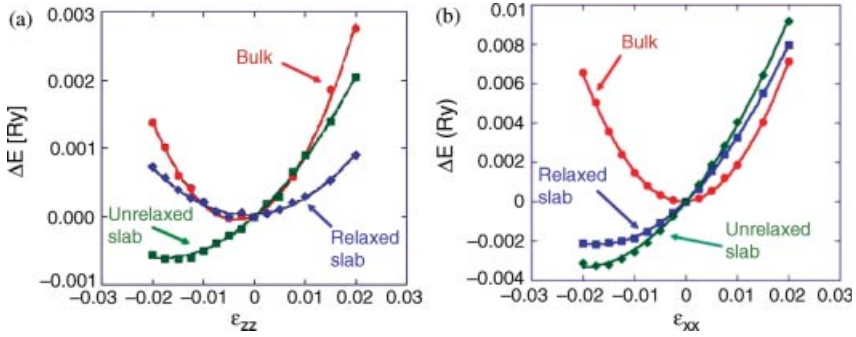 (a)
0.003
0.002
0.001
0.000
−0.001
ΔE [Ry]
Bulk
Unrelaxed
slab
Relaxed
slab
−0.03 −0.02 −0.01 0 0.01 0.02 0.03
εzz
(b)
0.01
0.008
0.006
0.004
0.002
0
−0.002
−0.004
ΔE (Ry)
Bulk
Relaxed
slab
Unrelaxed
slab
−0.03 −0.02 −0.01 0 0.01 0.02 0.03
εxx